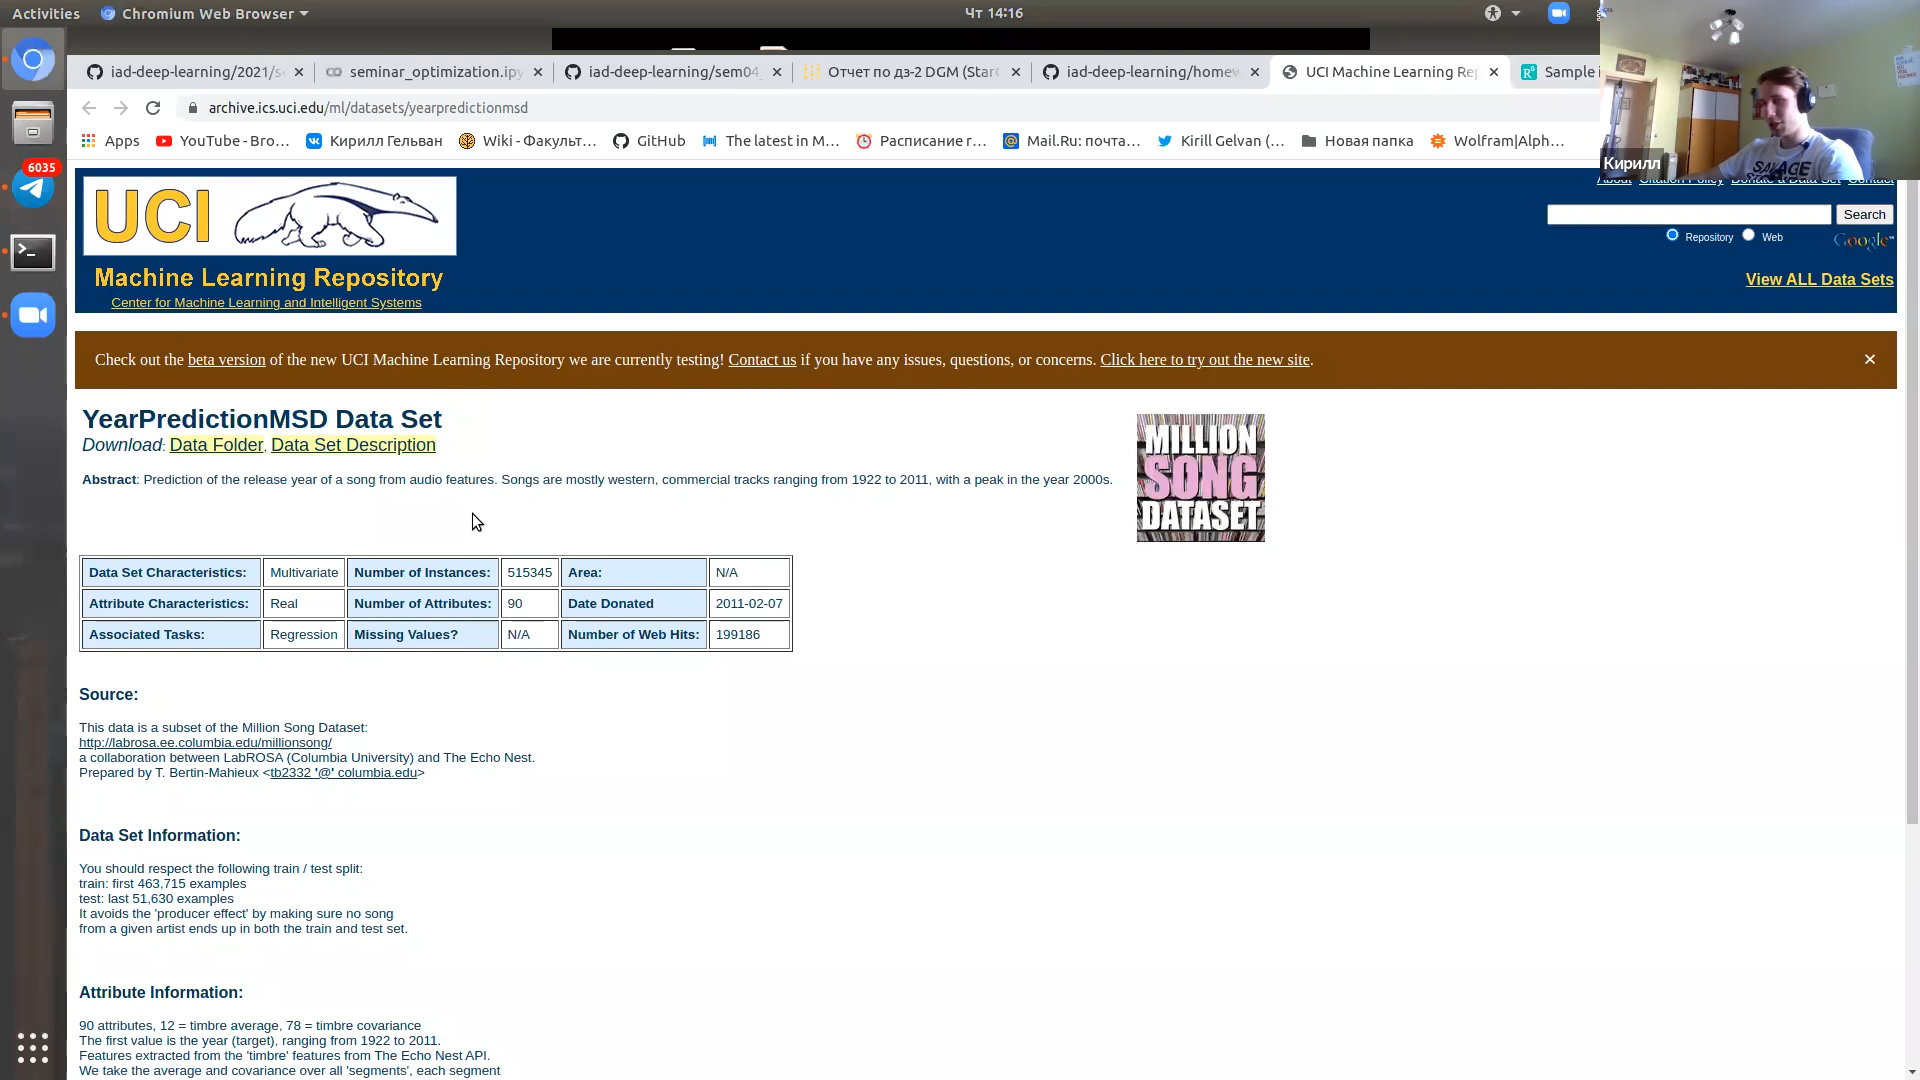 Activities
Chromium Web Browser
Чт 14:16
iad-deep-learning/2021/s
seminar_optimization.ipy
iad-deep-learning/sem04_
Отчет по дз-2 DGM (Star
iad-deep-learning/homew
UCI Machine Learning Re
Sample
archive.ics.uci.edu/ml/datasets/yearpredictionmsd
Apps
YouTube - Bro…
Кирилл Гельван
Wiki - Факульт…
GitHub
The latest in M…
Расписание г…
Mail.Ru: почта…
Kirill Gelvan (…
Новая папка
Wolfram|Alph…
Кирилл
SAVAGE
6035
UCI
Machine Learning Repository
Center for Machine Learning and Intelligent Systems
About Citation Policy Donate a Data Set Contact
Search
Repository Web
Google™
View ALL Data Sets
Check out the beta version of the new UCI Machine Learning Repository we are currently testing! Contact us if you have any issues, questions, or concerns. Click here to try out the new site.
YearPredictionMSD Data Set
Download: Data Folder, Data Set Description
Abstract: Prediction of the release year of a song from audio features. Songs are mostly western, commercial tracks ranging from 1922 to 2011, with a peak in the year 2000s.
MILLION
SONG
DATASET
Data Set Characteristics: Multivariate Number of Instances: 515345 Area: N/A
Attribute Characteristics: Real Number of Attributes: 90 Date Donated 2011-02-07
Associated Tasks: Regression Missing Values? N/A Number of Web Hits: 199186
Source:
This data is a subset of the Million Song Dataset:
http://labrosa.ee.columbia.edu/millionsong/
a collaboration between LabROSA (Columbia University) and The Echo Nest.
Prepared by T. Bertin-Mahieux <tb2332 '@' columbia.edu>
Data Set Information:
You should respect the following train / test split:
train: first 463,715 examples
test: last 51,630 examples
It avoids the 'producer effect' by making sure no song
from a given artist ends up in both the train and test set.
Attribute Information:
90 attributes, 12 = timbre average, 78 = timbre covariance
The first value is the year (target), ranging from 1922 to 2011.
Features extracted from the 'timbre' features from The Echo Nest API.
We take the average and covariance over all 'segments', each segment